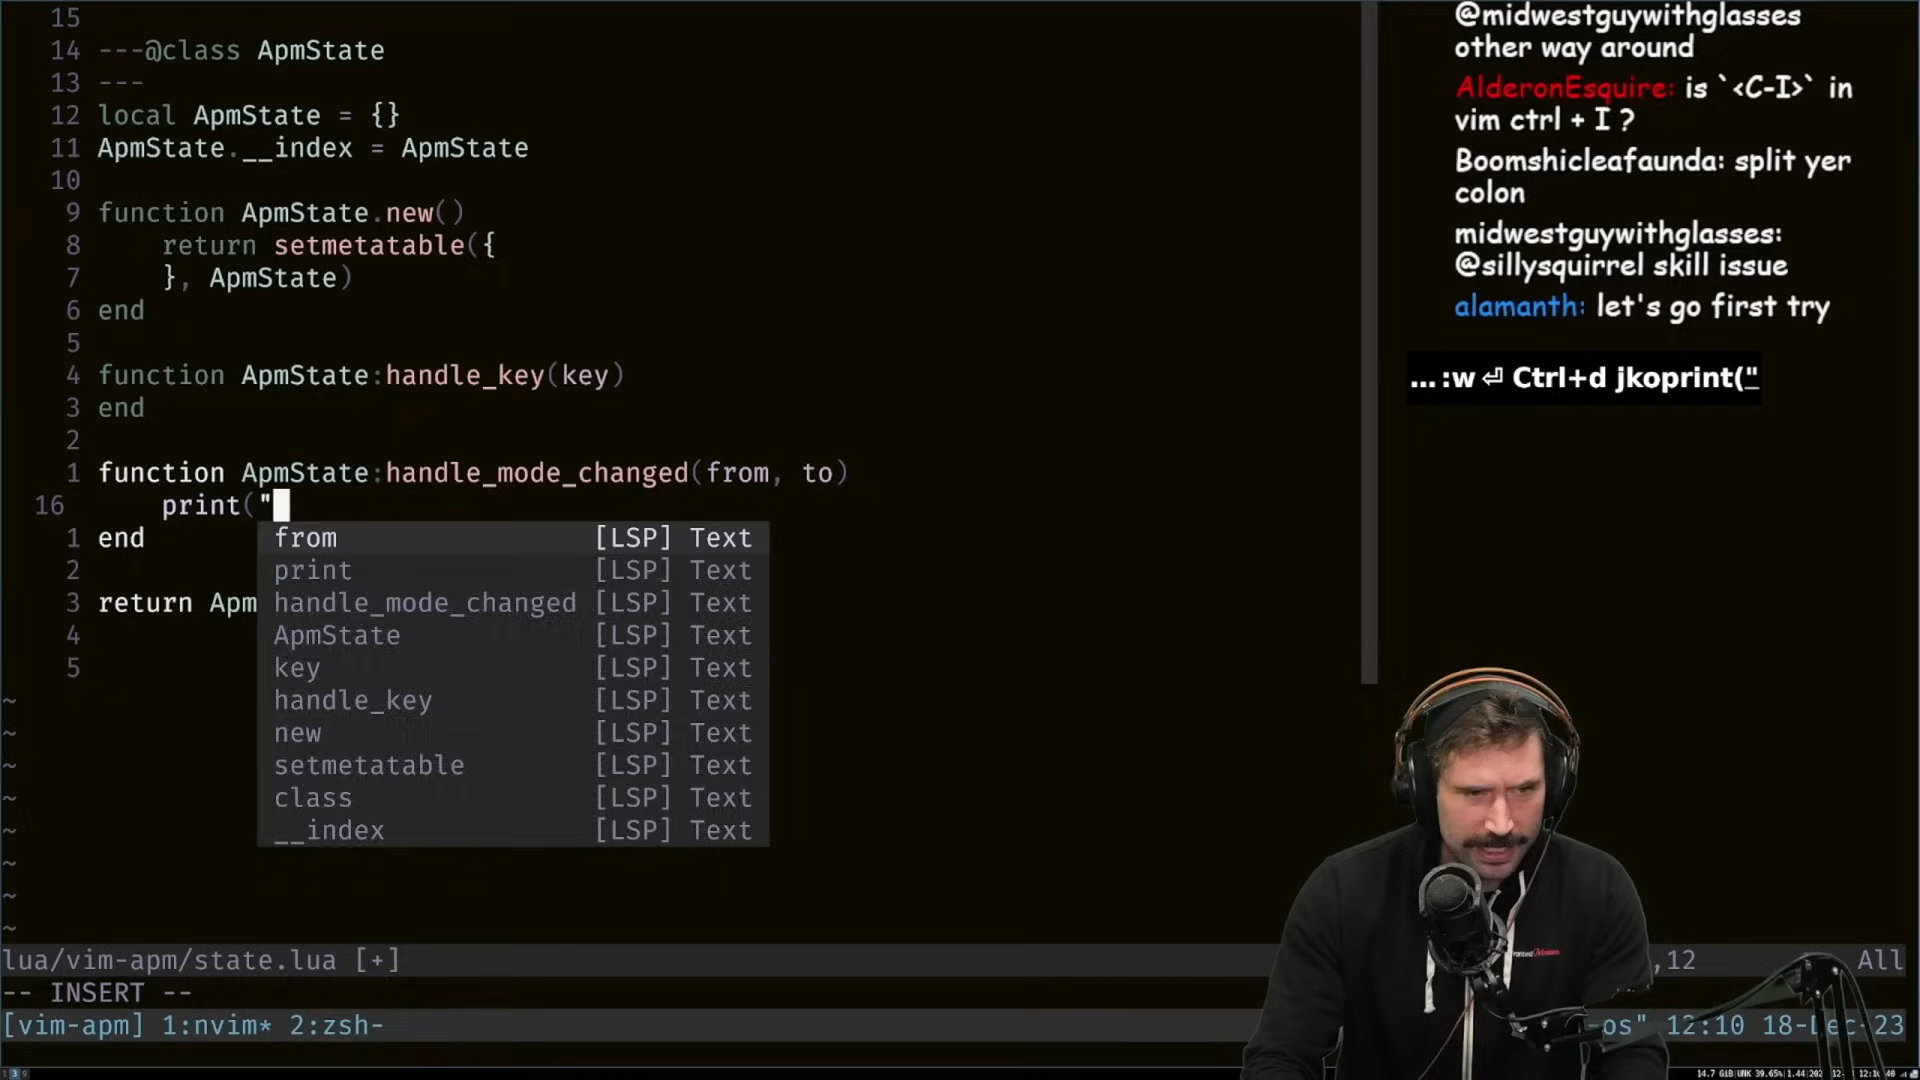 15
14 ---@class ApmState
13 ---
12 local ApmState = {}
11 ApmState.__index = ApmState
10
9 function ApmState.new()
8 return setmetatable({
7 }, ApmState)
6 end
5
4 function ApmState:handle_key(key)
3 end
2
1 function ApmState:handle_mode_changed(from, to)
16 print("
1 end
2
3 return Apm
4
5
from [LSP] Text
print [LSP] Text
handle_mode_changed [LSP] Text
ApmState [LSP] Text
key [LSP] Text
handle_key [LSP] Text
new [LSP] Text
setmetatable [LSP] Text
class [LSP] Text
__index [LSP] Text
~
~
~
~
~
~
~
~
lua/vim-apm/state.lua [+] ,12 All
-- INSERT --
[vim-apm] 1:nvim* 2:zsh- -os" 12:10 18-Dec-23
@midwestguywithglasses
other way around
AlderonEsquire: is `<C-I>` in
vim ctrl + I ?
Boomshicleafaunda: split yer
colon
midwestguywithglasses:
@sillysquirrel skill issue
alamanth: let's go first try
... :w ⏎ Ctrl+d jkoprint("